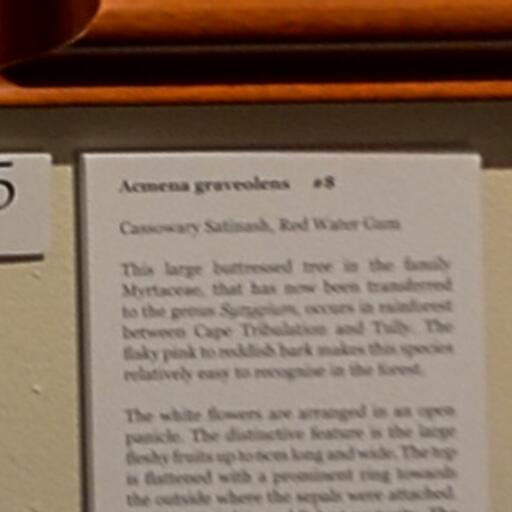 5
Acmena graveolens #8
Cassowary Satinash, Red Water Gum
This large buttressed tree in the family
Myrtaceae, that has now been transferred
to the genus Syzygium, occurs in rainforest
between Cape Tribulation and Tully. The
flaky pink to reddish bark makes this species
relatively easy to recognise in the forest.
The white flowers are arranged in an open
panicle. The distinctive feature is the large
fleshy fruits up to 6cm long and wide. The top
is flattened with a prominent ring towards
the outside where the sepals were attached.
The